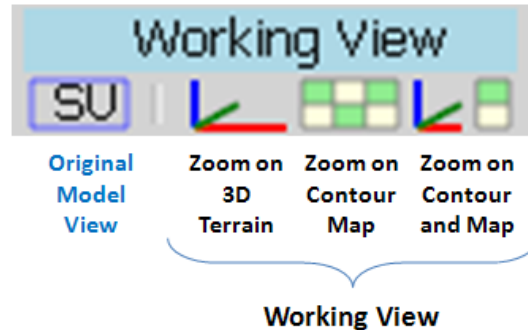 Working View
SV
Original Zoom on Zoom on Zoom on
Model 3D Contour Contour
View Terrain Map and Map
Working View